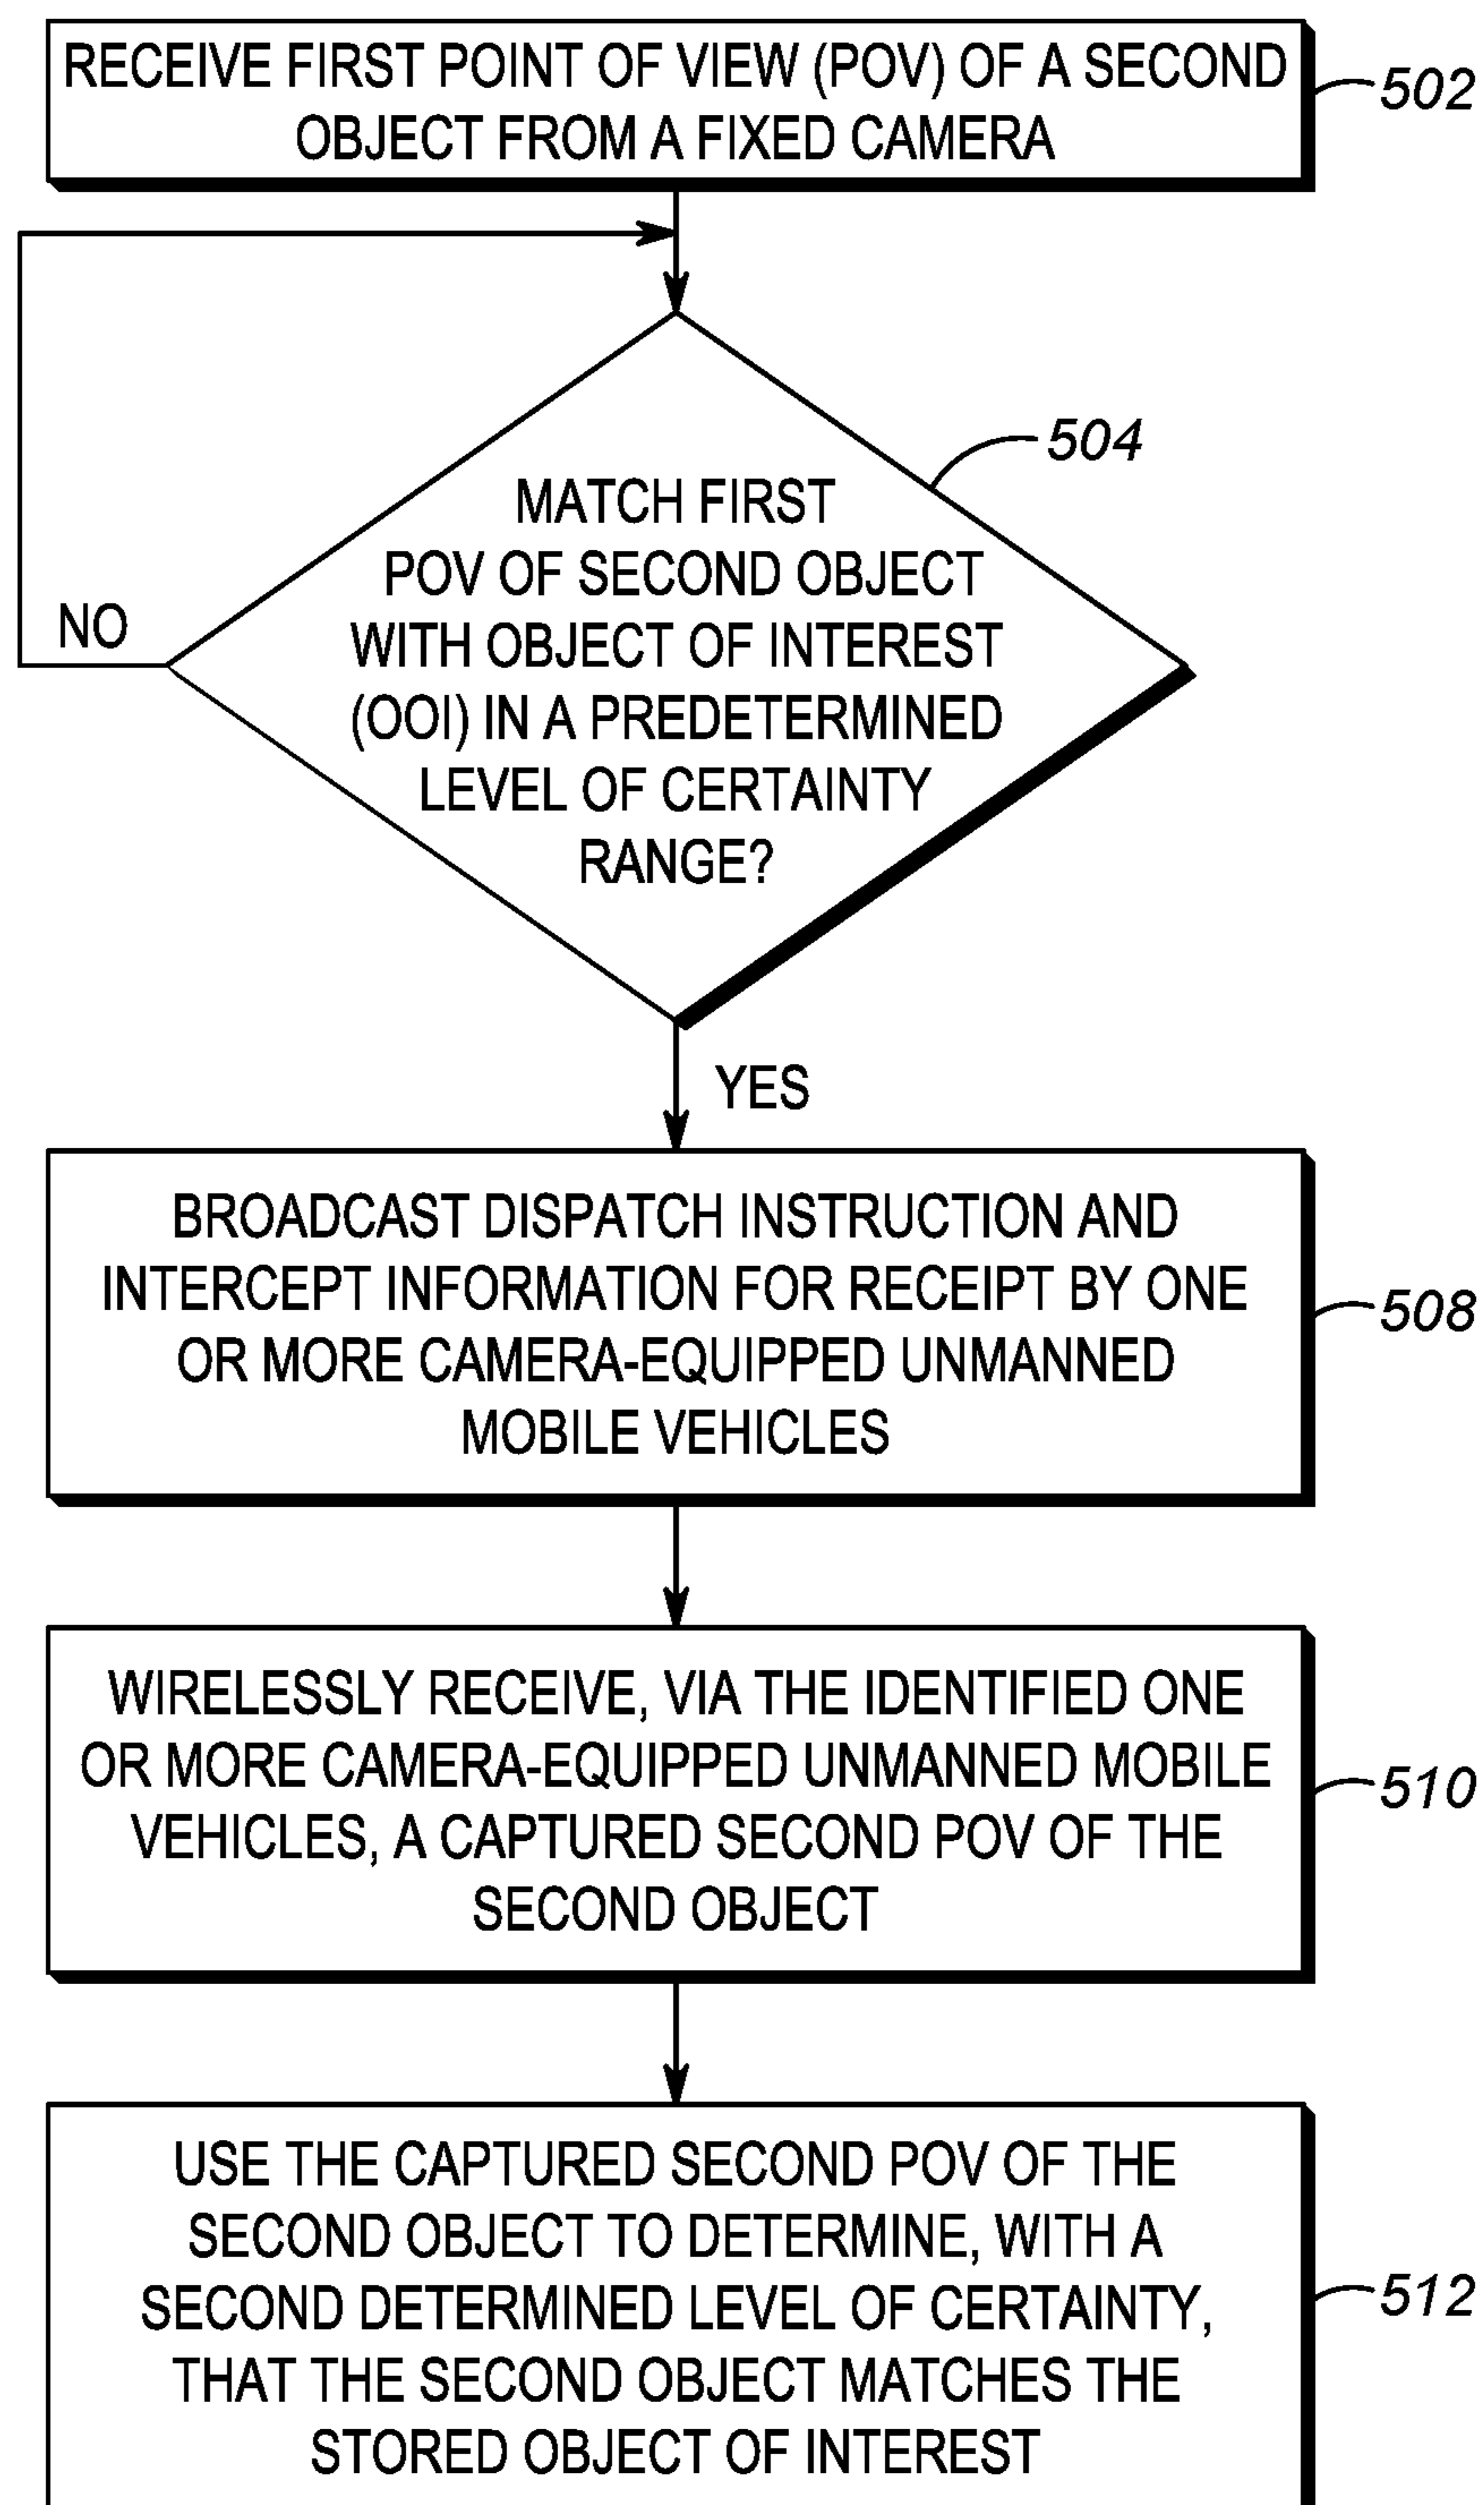 RECEIVE FIRST POINT OF VIEW (POV) OF A SECOND
OBJECT FROM A FIXED CAMERA
502
504
MATCH FIRST
POV OF SECOND OBJECT
WITH OBJECT OF INTEREST
(OOI) IN A PREDETERMINED
LEVEL OF CERTAINTY
RANGE?
NO
YES
BROADCAST DISPATCH INSTRUCTION AND
INTERCEPT INFORMATION FOR RECEIPT BY ONE
OR MORE CAMERA-EQUIPPED UNMANNED
MOBILE VEHICLES
508
WIRELESSLY RECEIVE, VIA THE IDENTIFIED ONE
OR MORE CAMERA-EQUIPPED UNMANNED MOBILE
VEHICLES, A CAPTURED SECOND POV OF THE
SECOND OBJECT
510
USE THE CAPTURED SECOND POV OF THE
SECOND OBJECT TO DETERMINE, WITH A
SECOND DETERMINED LEVEL OF CERTAINTY,
THAT THE SECOND OBJECT MATCHES THE
STORED OBJECT OF INTEREST
512